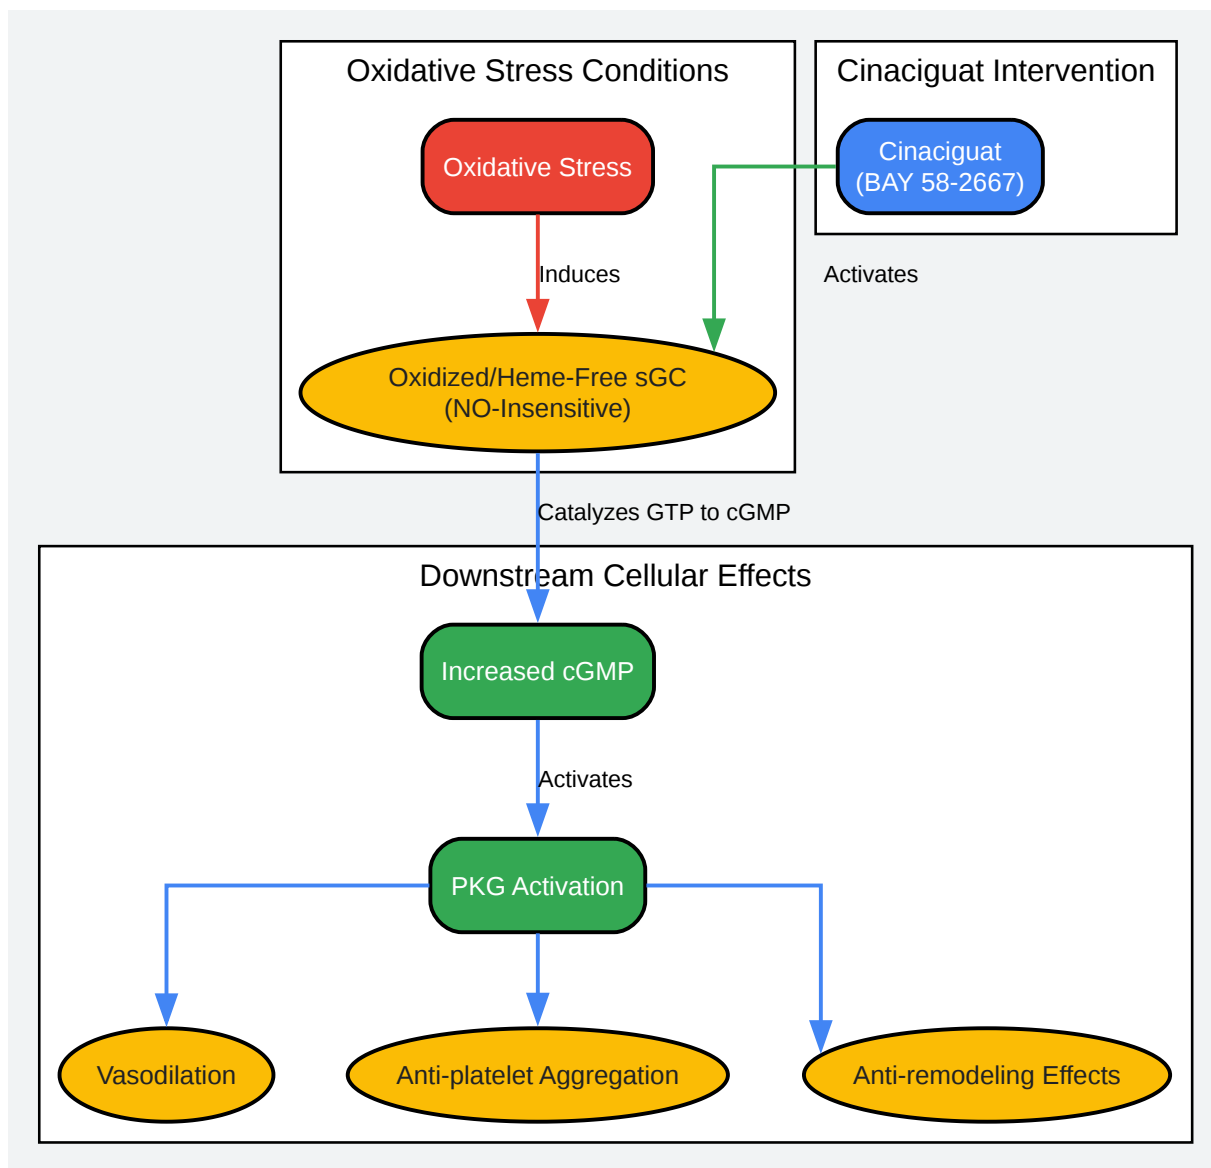 Oxidative Stress Conditions
Cinaciguat Intervention
Oxidative Stress
Cinaciguat
(BAY 58-2667)
Induces
Activates
Oxidized/Heme-Free sGC
(NO-Insensitive)
Catalyzes GTP to cGMP
Downstream Cellular Effects
Increased cGMP
Activates
PKG Activation
Vasodilation
Anti-platelet Aggregation
Anti-remodeling Effects